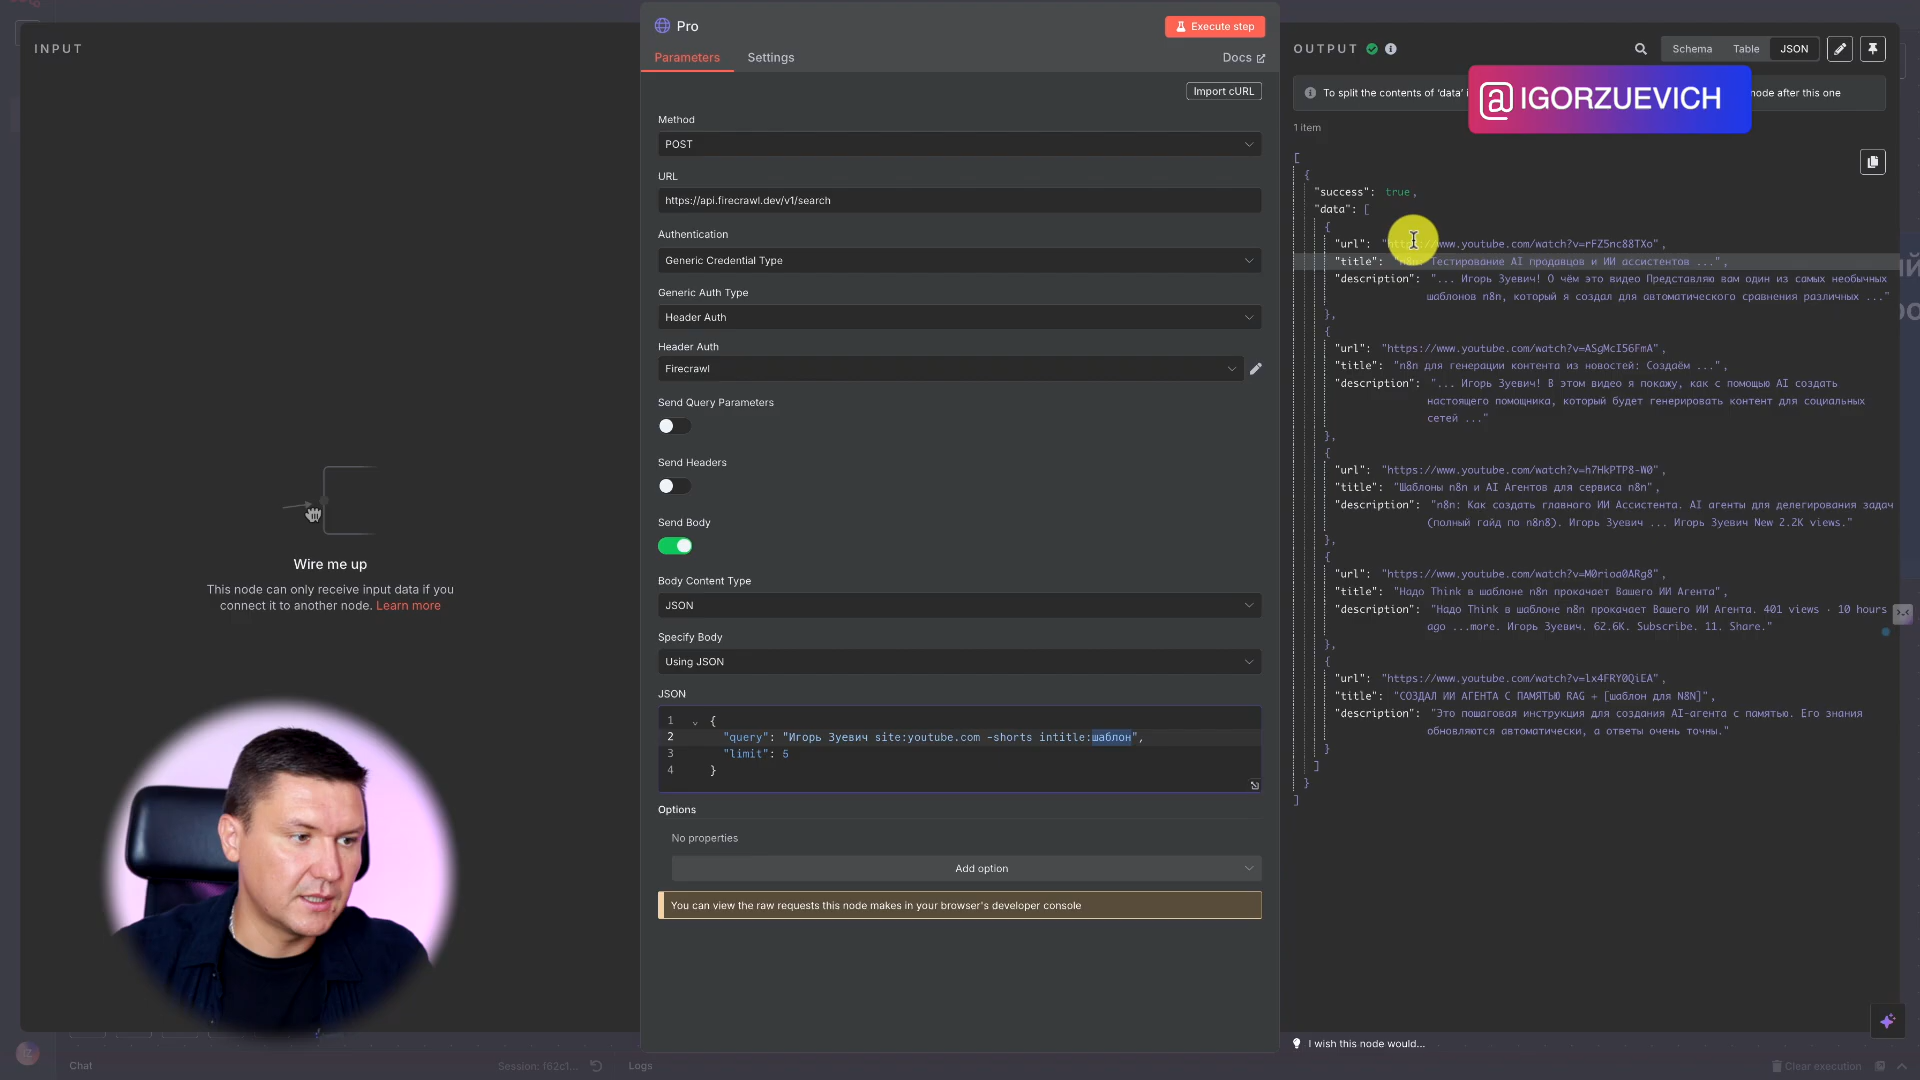 INPUT
Pro
Execute step
Parameters
Settings
Docs
Import cURL
Method
POST
URL
https://api.firecrawl.dev/v1/search
Authentication
Generic Credential Type
Generic Auth Type
Header Auth
Header Auth
Firecrawl
Send Query Parameters
Send Headers
Send Body
Body Content Type
JSON
Specify Body
Using JSON
JSON
1 {
2 "query": "Игорь Зуевич site:youtube.com -shorts intitle:шаблон",
3 "limit": 5
4 }
Options
No properties
Add option
You can view the raw requests this node makes in your browser's developer console
Wire me up
This node can only receive input data if you
connect it to another node. Learn more
OUTPUT
Schema
Table
JSON
To split the contents of 'data' i
node after this one
@IGORZUEVICH
1 item
[
{
"success": true,
"data": [
{
"url": "https://www.youtube.com/watch?v=rFZ5nc88TXo",
"title": "n8n: Тестирование AI продавцов и ИИ ассистентов ...",
"description": "... Игорь Зуевич! О чём это видео Представляю вам один из самых необычных
шаблонов n8n, который я создал для автоматического сравнения различных ..."
},
{
"url": "https://www.youtube.com/watch?v=ASgMcI56FmA",
"title": "n8n для генерации контента из новостей: Создаём ...",
"description": "... Игорь Зуевич! В этом видео я покажу, как с помощью AI создать
настоящего помощника, который будет генерировать контент для социальных
сетей ..."
},
{
"url": "https://www.youtube.com/watch?v=h7HkPTP8-W0",
"title": "Шаблоны n8n и AI Агентов для сервиса n8n",
"description": "n8n: Как создать главного ИИ Ассистента. AI агенты для делегирования задач
(полный гайд по n8n8). Игорь Зуевич ... Игорь Зуевич New 2.2K views."
},
{
"url": "https://www.youtube.com/watch?v=M0rioa0ARg8",
"title": "Надо Think в шаблоне n8n прокачает Вашего ИИ Агента",
"description": "Надо Think в шаблоне n8n прокачает Вашего ИИ Агента. 401 views · 10 hours
ago ...more. Игорь Зуевич. 62.6K. Subscribe. 11. Share."
},
{
"url": "https://www.youtube.com/watch?v=lx4FRY0QiEA",
"title": "СОЗДАЛ ИИ АГЕНТА С ПАМЯТЬЮ RAG + [шаблон для N8N]",
"description": "Это пошаговая инструкция для создания AI-агента с памятью. Его знания
обновляются автоматически, а ответы очень точны."
}
]
}
]
I wish this node would...
Chat
Session: f62c1...
Logs
Clear execution